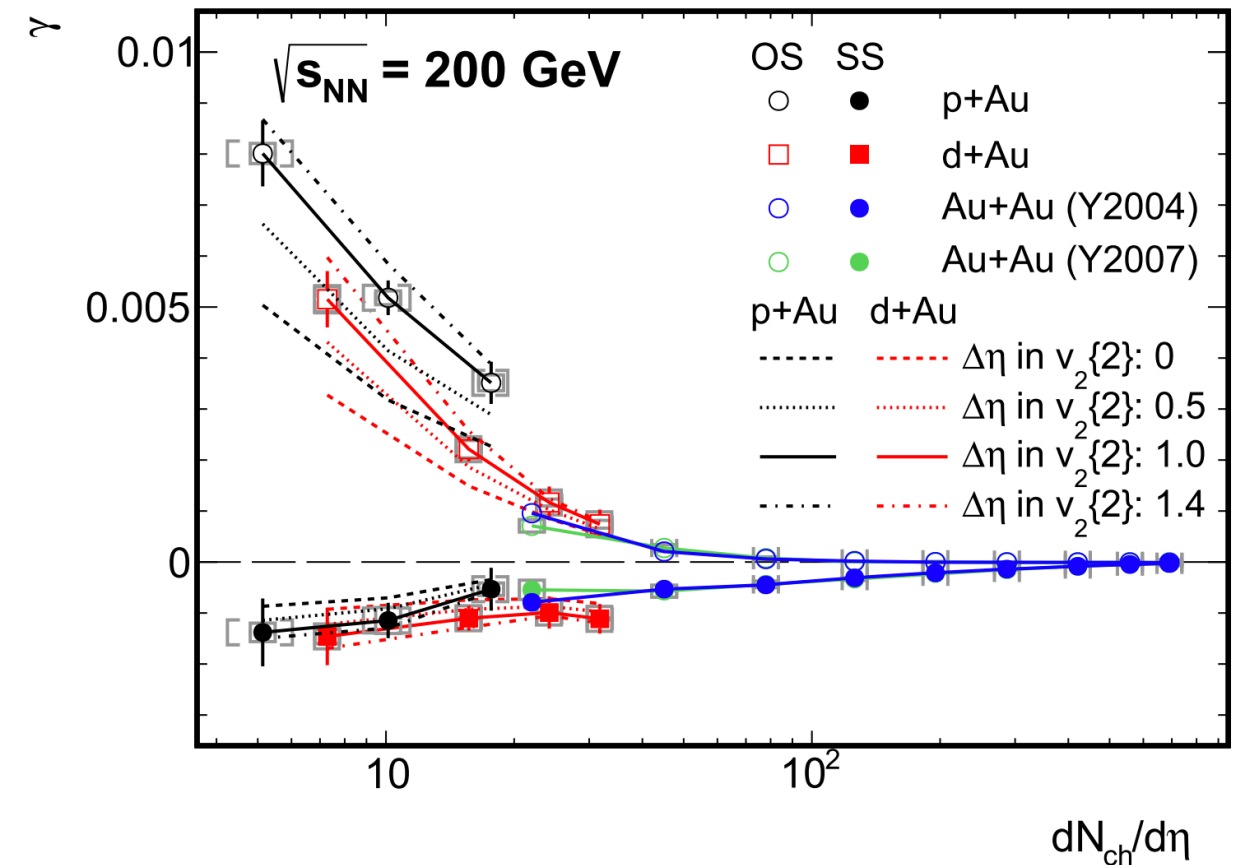 γ
0.01
0.005
0
√s_NN = 200 GeV
OS SS
p+Au
d+Au
Au+Au (Y2004)
Au+Au (Y2007)
p+Au d+Au
Δη in v₂{2}: 0
Δη in v₂{2}: 0.5
Δη in v₂{2}: 1.0
Δη in v₂{2}: 1.4
10
10²
dN_ch/dη